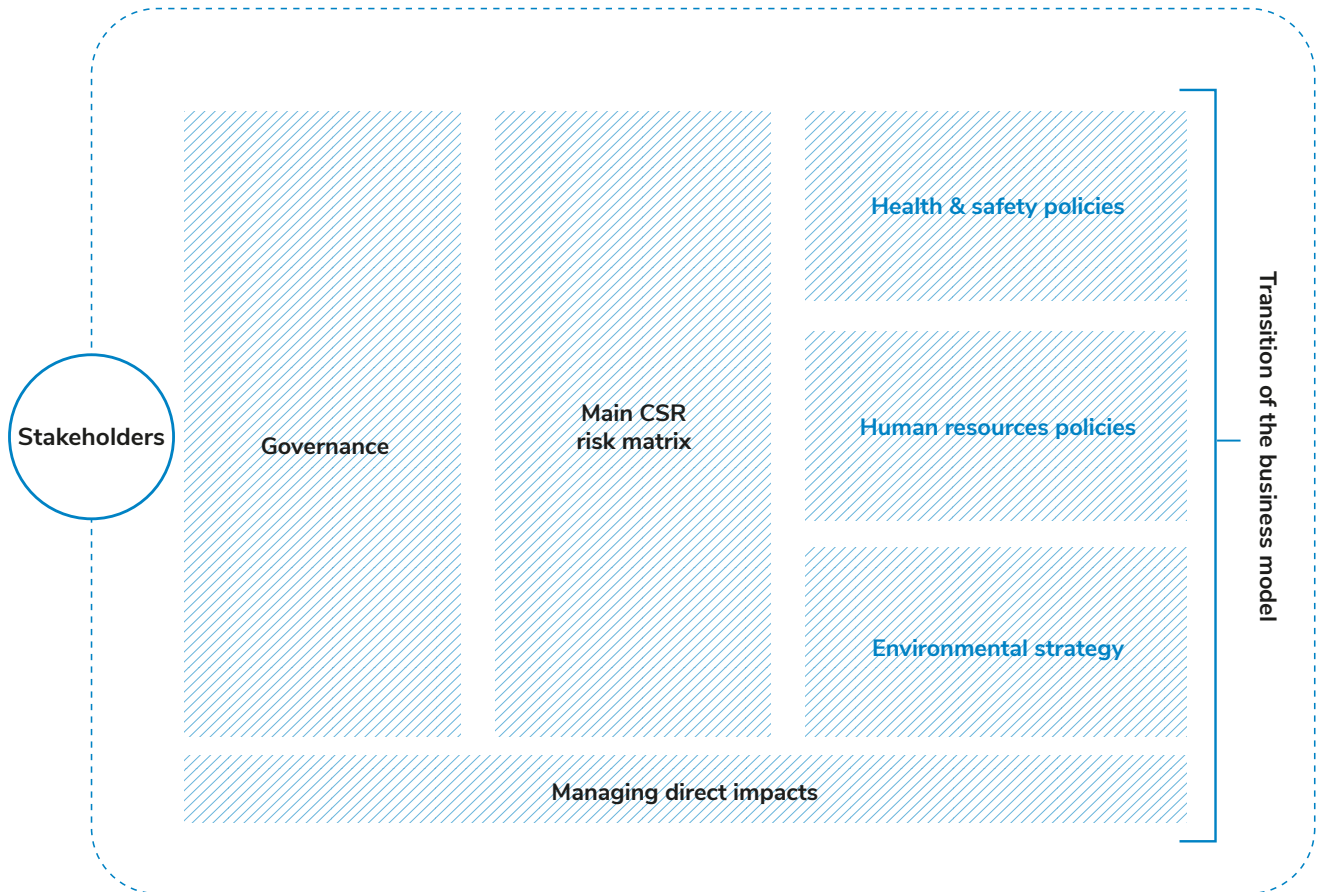 Stakeholders
Governance
Main CSR
risk matrix
Health & safety policies
Human resources policies
Environmental strategy
Managing direct impacts
Transition of the business model